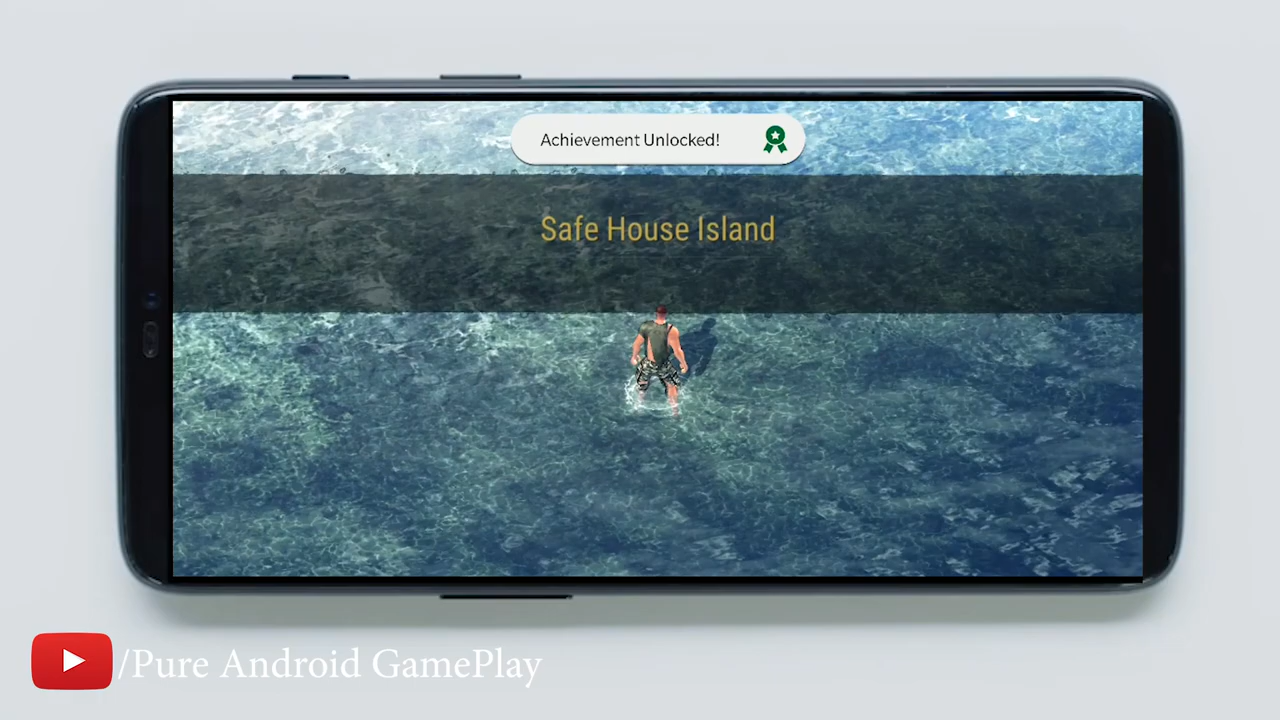 Achievement Unlocked!
Safe House Island
/Pure Android GamePlay